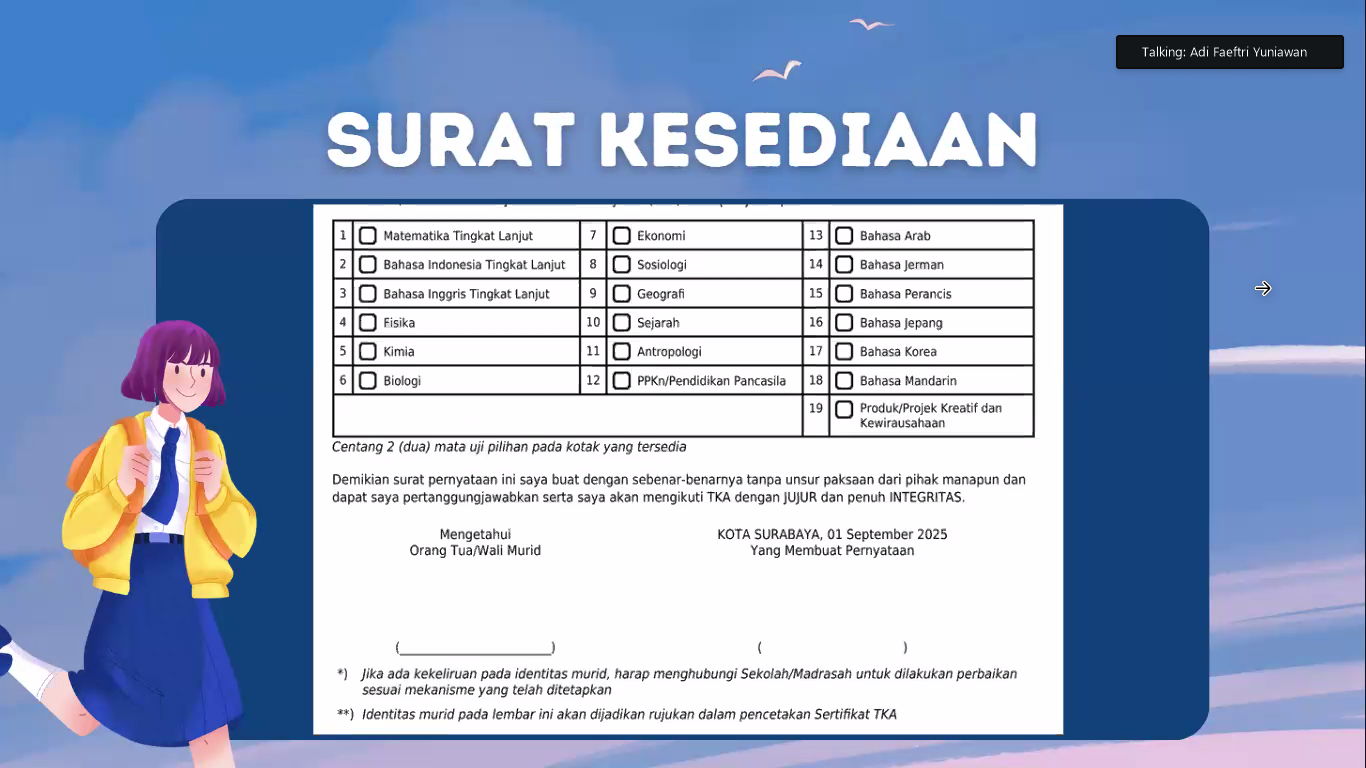 Talking: Adi Faeftri Yuniawan
SURAT KESEDIAAN
1 Matematika Tingkat Lanjut 7 Ekonomi 13 Bahasa Arab
2 Bahasa Indonesia Tingkat Lanjut 8 Sosiologi 14 Bahasa Jerman
3 Bahasa Inggris Tingkat Lanjut 9 Geografi 15 Bahasa Perancis
4 Fisika 10 Sejarah 16 Bahasa Jepang
5 Kimia 11 Antropologi 17 Bahasa Korea
6 Biologi 12 PPKn/Pendidikan Pancasila 18 Bahasa Mandarin
19 Produk/Projek Kreatif dan
Kewirausahaan
Centang 2 (dua) mata uji pilihan pada kotak yang tersedia
Demikian surat pernyataan ini saya buat dengan sebenar-benarnya tanpa unsur paksaan dari pihak manapun dan
dapat saya pertanggungjawabkan serta saya akan mengikuti TKA dengan JUJUR dan penuh INTEGRITAS.
Mengetahui
Orang Tua/Wali Murid
KOTA SURABAYA, 01 September 2025
Yang Membuat Pernyataan
(____________________) ( )
*) Jika ada kekeliruan pada identitas murid, harap menghubungi Sekolah/Madrasah untuk dilakukan perbaikan
sesuai mekanisme yang telah ditetapkan
**) Identitas murid pada lembar ini akan dijadikan rujukan dalam pencetakan Sertifikat TKA